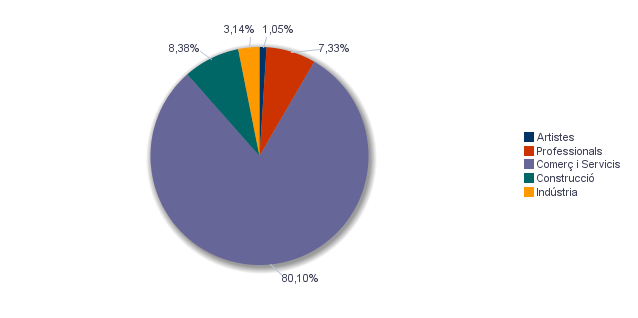 3,14%
1,05%
8,38%
7,33%
Artistes
Professionals
Comerç i Servicis
Construcció
Indústria
80,10%